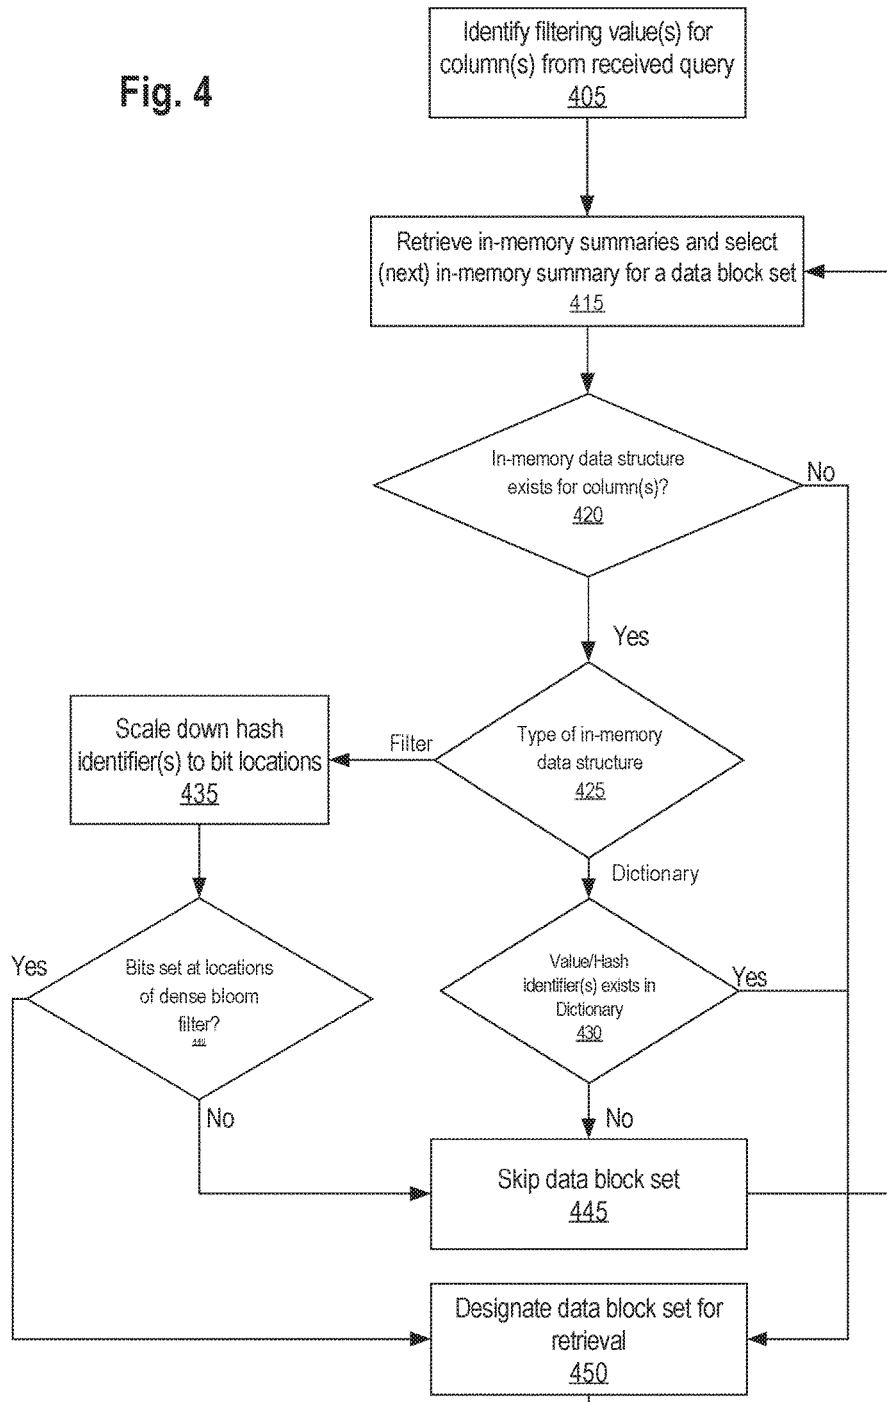 Fig. 4
Identify filtering value(s) for
column(s) from received query
405
Retrieve in-memory summaries and select
(next) in-memory summary for a data block set
415
In-memory data structure
exists for column(s)?
420
No
Yes
Type of in-memory
data structure
425
Filter
Scale down hash
identifier(s) to bit locations
435
Dictionary
Value/Hash
identifier(s) exists in
Dictionary
430
Yes
No
Yes
Bits set at locations
of dense bloom
filter?
No
Skip data block set
445
Designate data block set for
retrieval
450